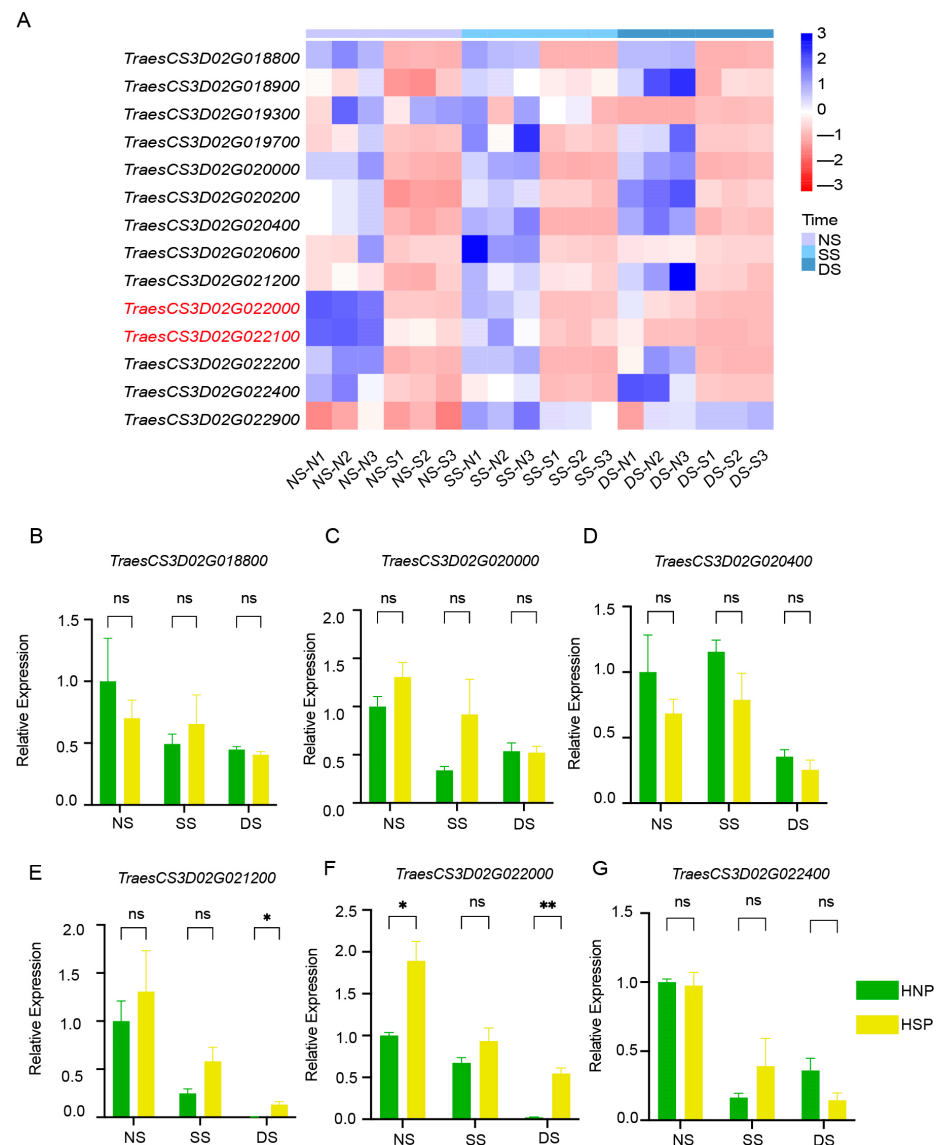 A
TraesCS3D02G018800
TraesCS3D02G018900
TraesCS3D02G019300
TraesCS3D02G019700
TraesCS3D02G020000
TraesCS3D02G020200
TraesCS3D02G020400
TraesCS3D02G020600
TraesCS3D02G021200
TraesCS3D02G022000
TraesCS3D02G022100
TraesCS3D02G022200
TraesCS3D02G022400
TraesCS3D02G022900
3
2
1
0
—1
—2
—3
Time
NS
SS
DS
NS-N1 NS-N2 NS-N3 NS-S1 NS-S2 NS-S3 SS-N1 SS-N2 SS-N3 SS-S1 SS-S2 SS-S3 DS-N1 DS-N2 DS-N3 DS-S1 DS-S2 DS-S3
B
TraesCS3D02G018800
ns ns ns
Relative Expression
1.5
1.0
0.5
0.0
NS SS DS
C
TraesCS3D02G020000
ns ns ns
Relative Expression
2.0
1.5
1.0
0.5
0.0
NS SS DS
D
TraesCS3D02G020400
ns ns ns
Relative Expression
1.5
1.0
0.5
0.0
NS SS DS
E
TraesCS3D02G021200
ns ns *
Relative Expression
2.0
1.5
1.0
0.5
0.0
NS SS DS
F
TraesCS3D02G022000
* ns **
Relative Expression
2.5
2.0
1.5
1.0
0.5
0.0
NS SS DS
G
TraesCS3D02G022400
ns ns ns
Relative Expression
1.5
1.0
0.5
0.0
NS SS DS
HNP
HSP